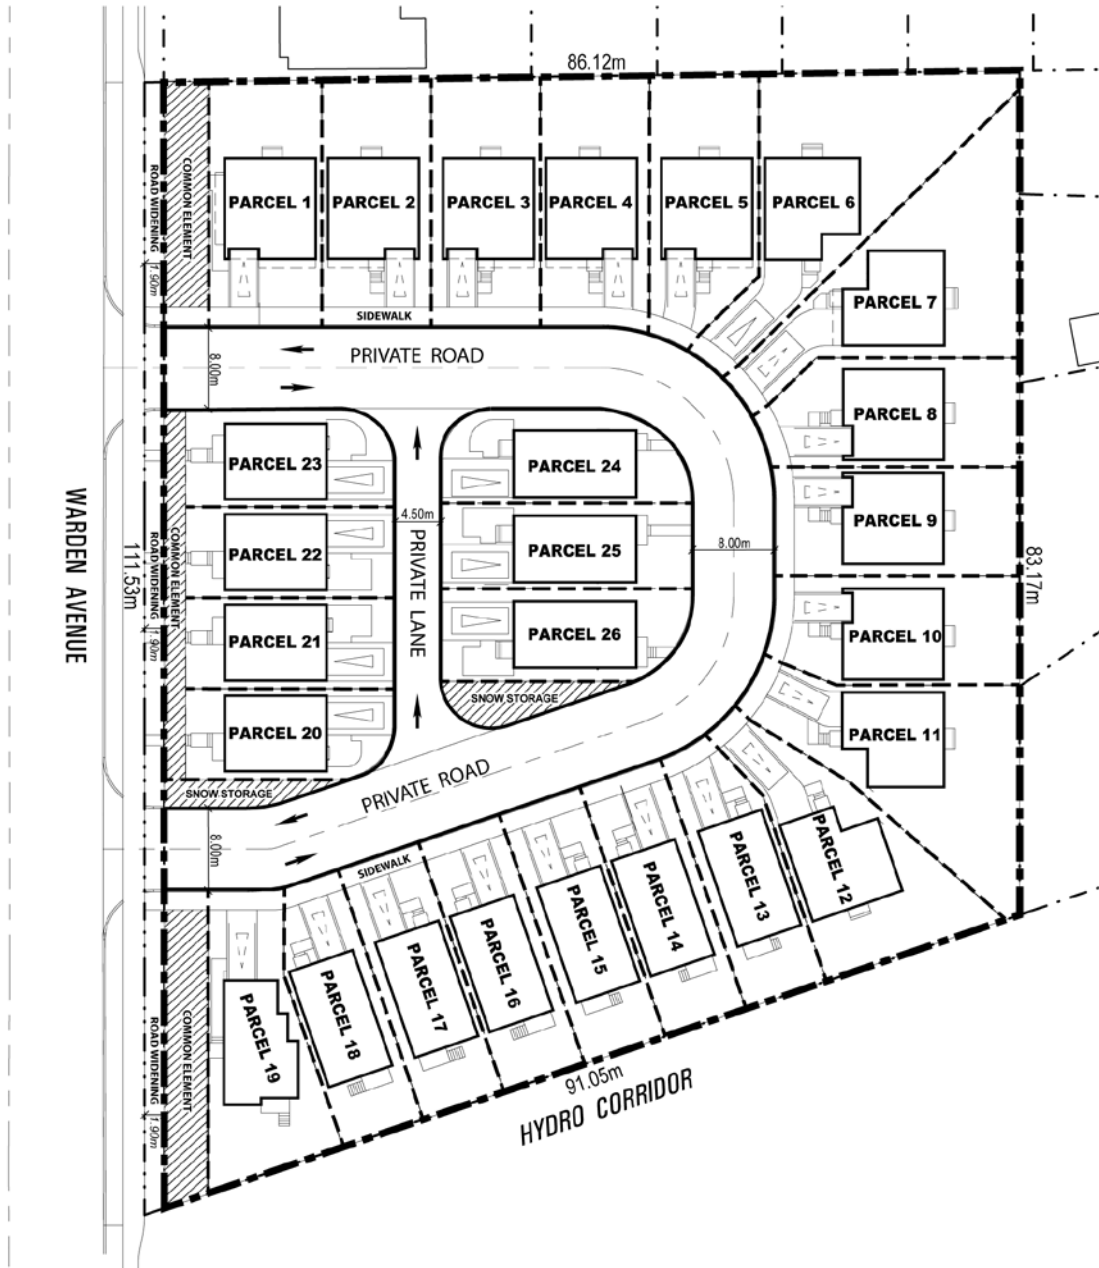 86.12m
ROAD WIDENING
COMMON ELEMENT
1.90m
PARCEL 1
PARCEL 2
PARCEL 3
PARCEL 4
PARCEL 5
PARCEL 6
PARCEL 7
SIDEWALK
PRIVATE ROAD
8.00m
PARCEL 8
PARCEL 23
PARCEL 24
PARCEL 9
4.50m
8.00m
PARCEL 22
PARCEL 25
PRIVATE LANE
WARDEN AVENUE
111.53m
ROAD WIDENING
COMMON ELEMENT
1.90m
83.17m
PARCEL 21
PARCEL 26
PARCEL 10
SNOW STORAGE
PARCEL 20
PARCEL 11
SNOW STORAGE
PRIVATE ROAD
8.00m
SIDEWALK
PARCEL 12
PARCEL 13
PARCEL 14
PARCEL 15
PARCEL 16
PARCEL 17
PARCEL 18
PARCEL 19
ROAD WIDENING
COMMON ELEMENT
1.90m
91.05m
HYDRO CORRIDOR